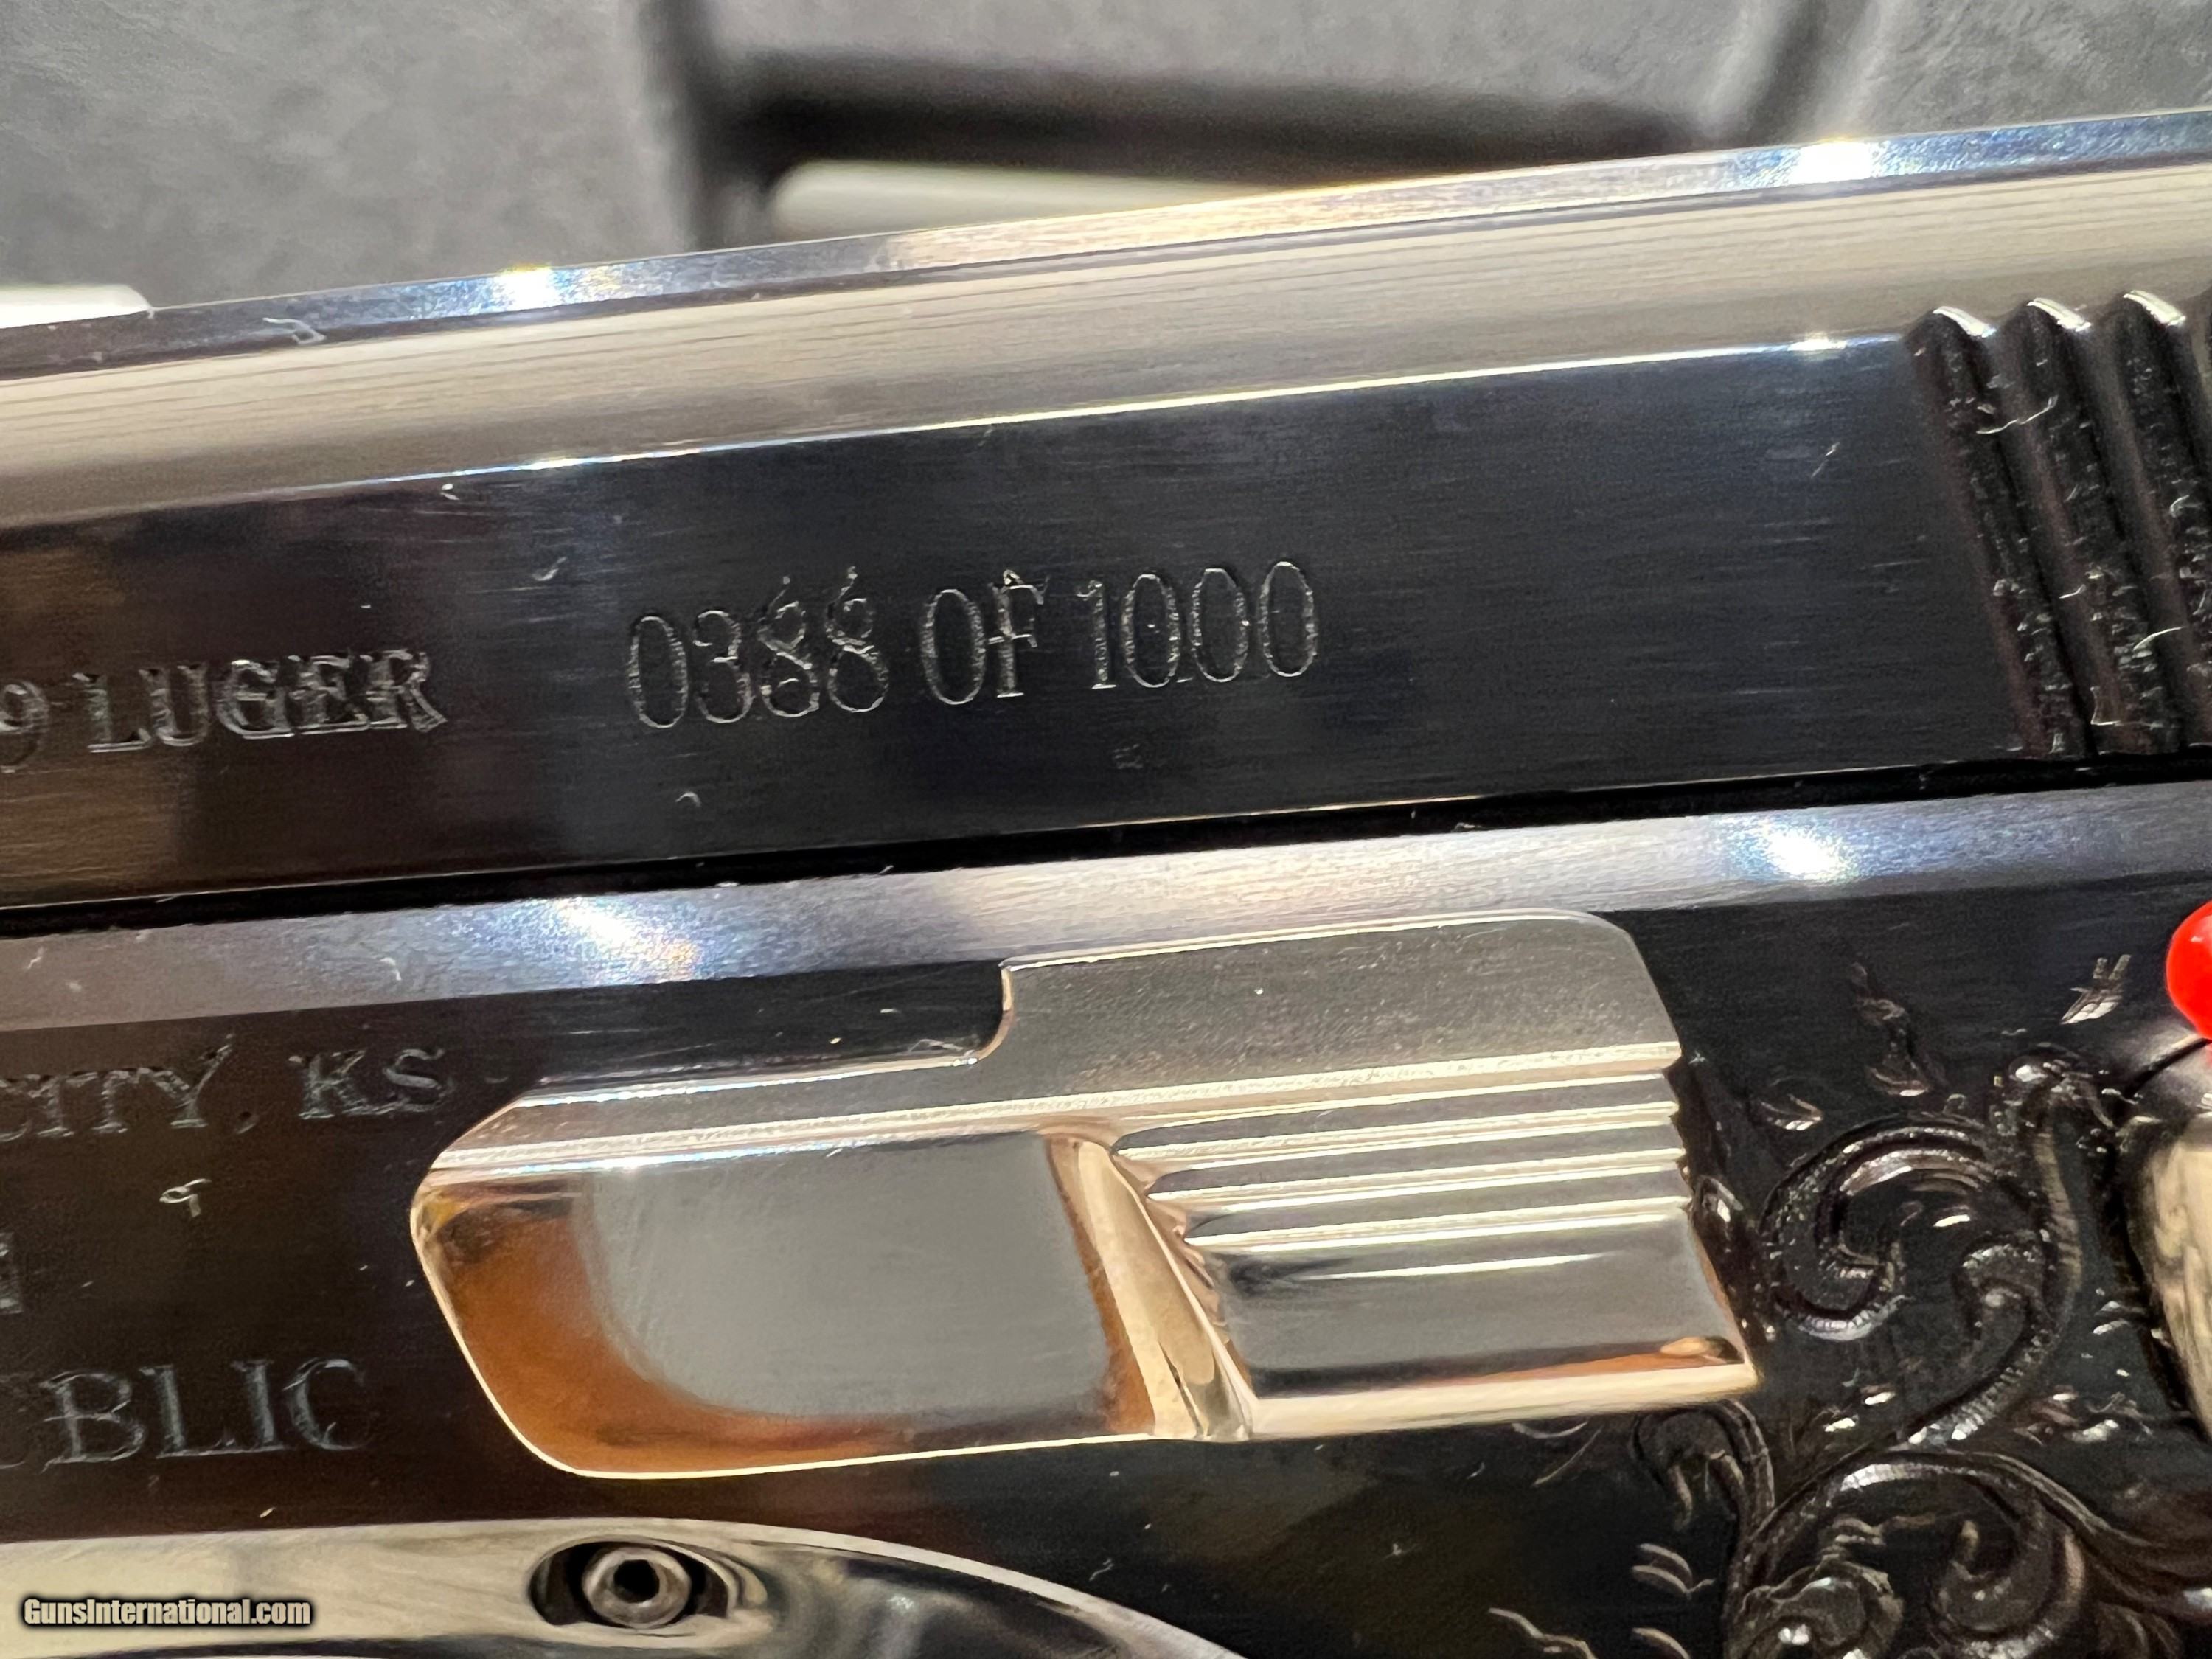 9 LUGER 0388 OF 1000
CITY, KS
BLIC
GunsInternational.com